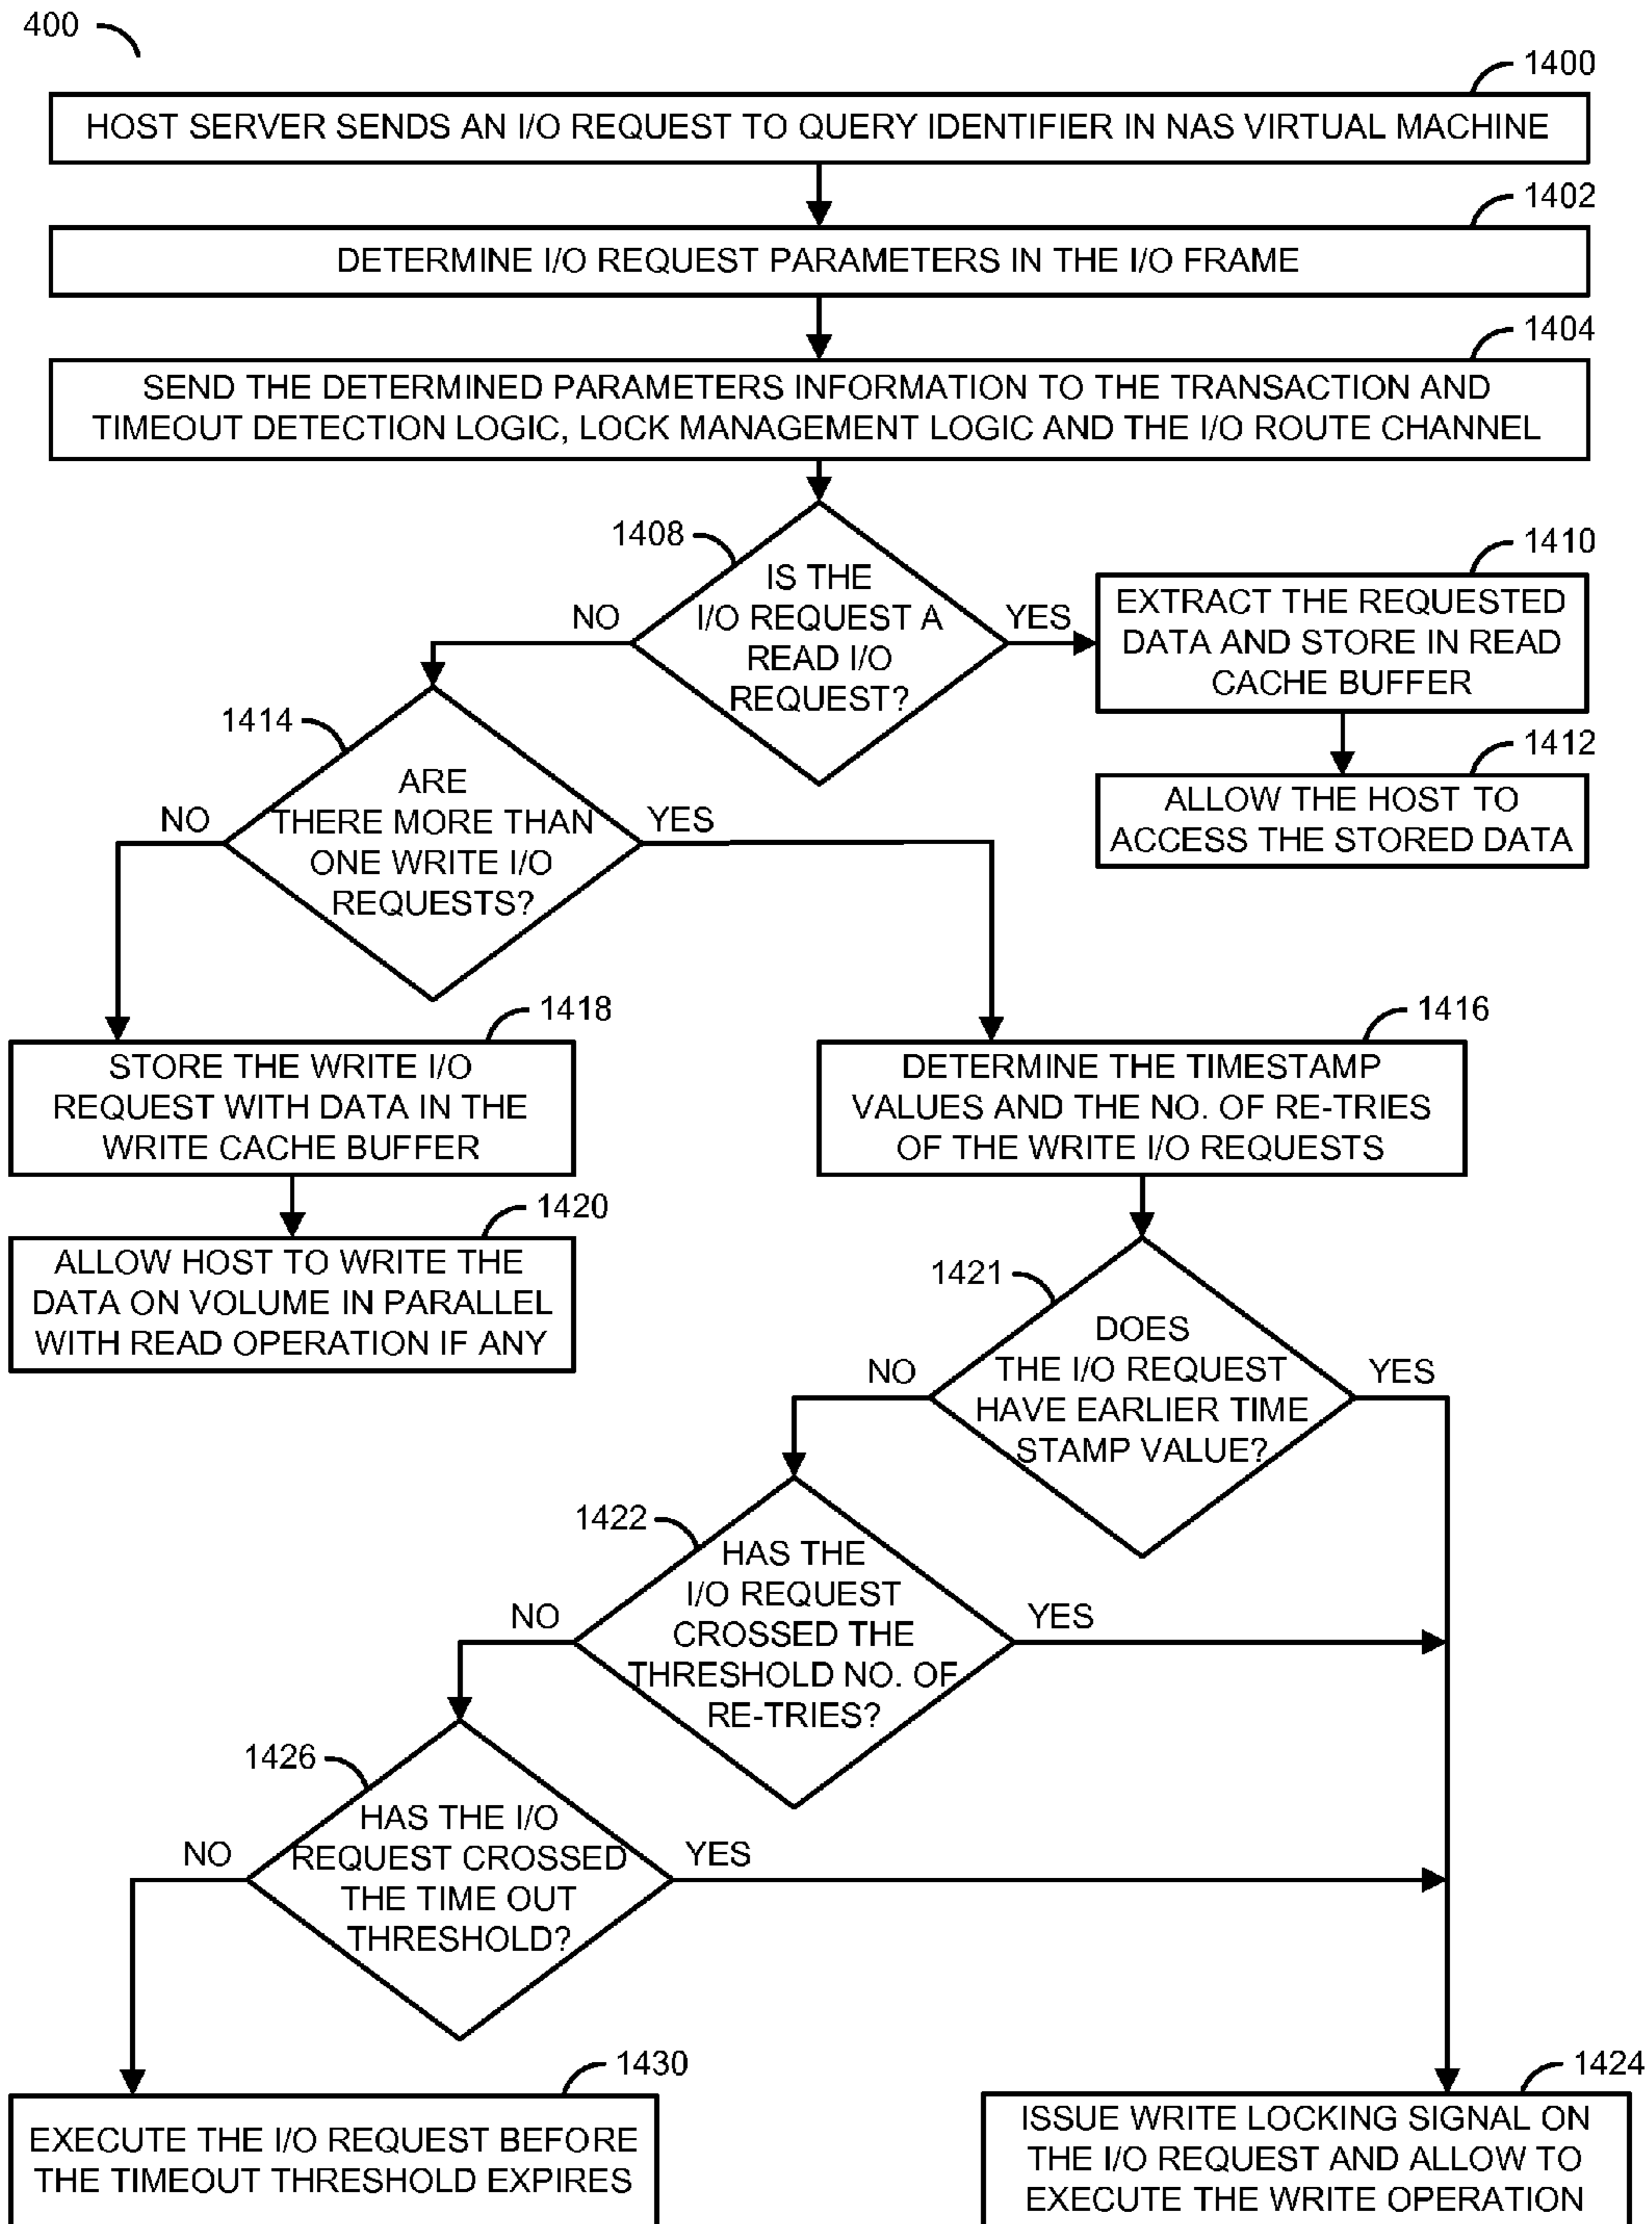 400
1400
HOST SERVER SENDS AN I/O REQUEST TO QUERY IDENTIFIER IN NAS VIRTUAL MACHINE
1402
DETERMINE I/O REQUEST PARAMETERS IN THE I/O FRAME
1404
SEND THE DETERMINED PARAMETERS INFORMATION TO THE TRANSACTION AND
TIMEOUT DETECTION LOGIC, LOCK MANAGEMENT LOGIC AND THE I/O ROUTE CHANNEL
1408
IS THE
I/O REQUEST A
READ I/O
REQUEST?
NO
YES
1410
EXTRACT THE REQUESTED
DATA AND STORE IN READ
CACHE BUFFER
1412
ALLOW THE HOST TO
ACCESS THE STORED DATA
1414
ARE
THERE MORE THAN
ONE WRITE I/O
REQUESTS?
NO
YES
1418
STORE THE WRITE I/O
REQUEST WITH DATA IN THE
WRITE CACHE BUFFER
1420
ALLOW HOST TO WRITE THE
DATA ON VOLUME IN PARALLEL
WITH READ OPERATION IF ANY
1416
DETERMINE THE TIMESTAMP
VALUES AND THE NO. OF RE-TRIES
OF THE WRITE I/O REQUESTS
1421
DOES
THE I/O REQUEST
HAVE EARLIER TIME
STAMP VALUE?
NO
YES
1422
HAS THE
I/O REQUEST
CROSSED THE
THRESHOLD NO. OF
RE-TRIES?
NO
YES
1426
HAS THE I/O
REQUEST CROSSED
THE TIME OUT
THRESHOLD?
NO
YES
1430
EXECUTE THE I/O REQUEST BEFORE
THE TIMEOUT THRESHOLD EXPIRES
1424
ISSUE WRITE LOCKING SIGNAL ON
THE I/O REQUEST AND ALLOW TO
EXECUTE THE WRITE OPERATION